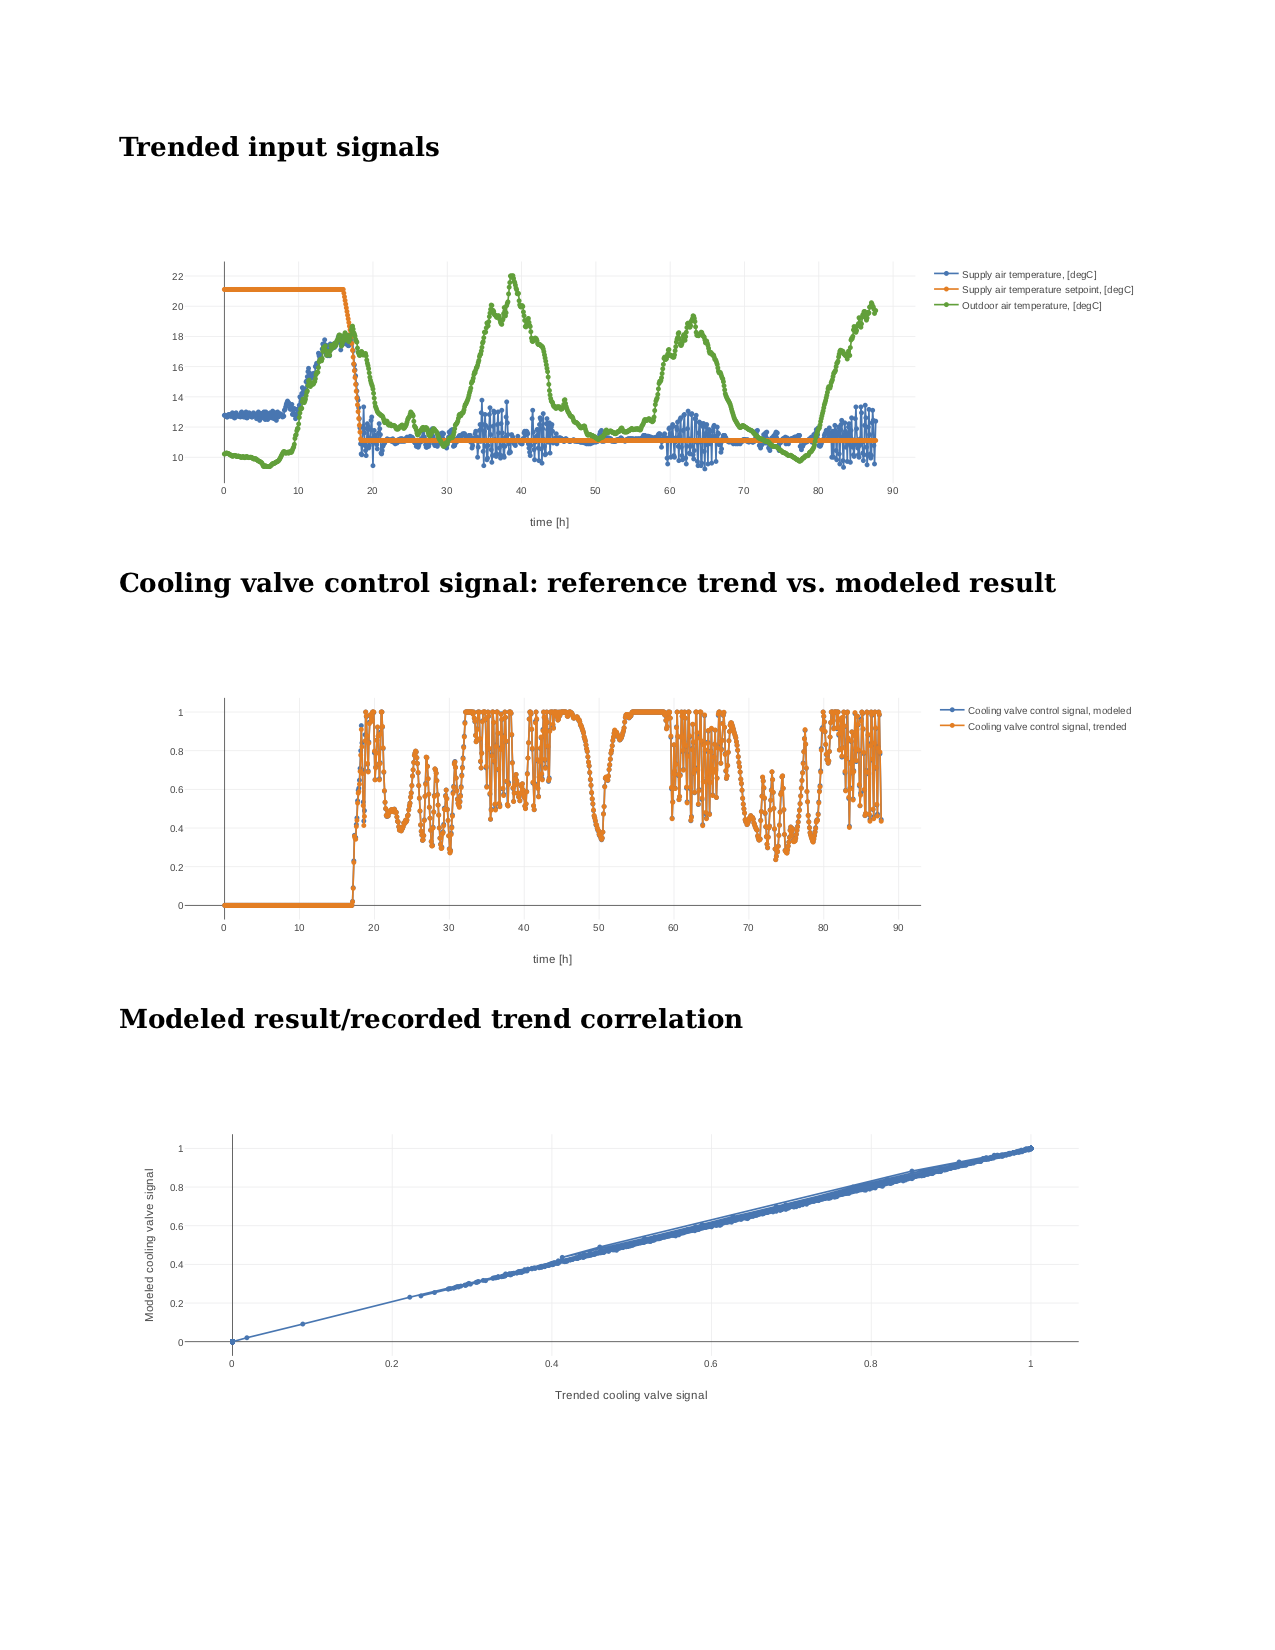 Trended input signals
22
20
18
16
14
12
10
0 10 20 30 40 50 60 70 80 90
time [h]
Supply air temperature, [degC]
Supply air temperature setpoint, [degC]
Outdoor air temperature, [degC]
Cooling valve control signal: reference trend vs. modeled result
1
0.8
0.6
0.4
0.2
0
0 10 20 30 40 50 60 70 80 90
time [h]
Cooling valve control signal, modeled
Cooling valve control signal, trended
Modeled result/recorded trend correlation
Modeled cooling valve signal
1
0.8
0.6
0.4
0.2
0
0 0.2 0.4 0.6 0.8 1
Trended cooling valve signal